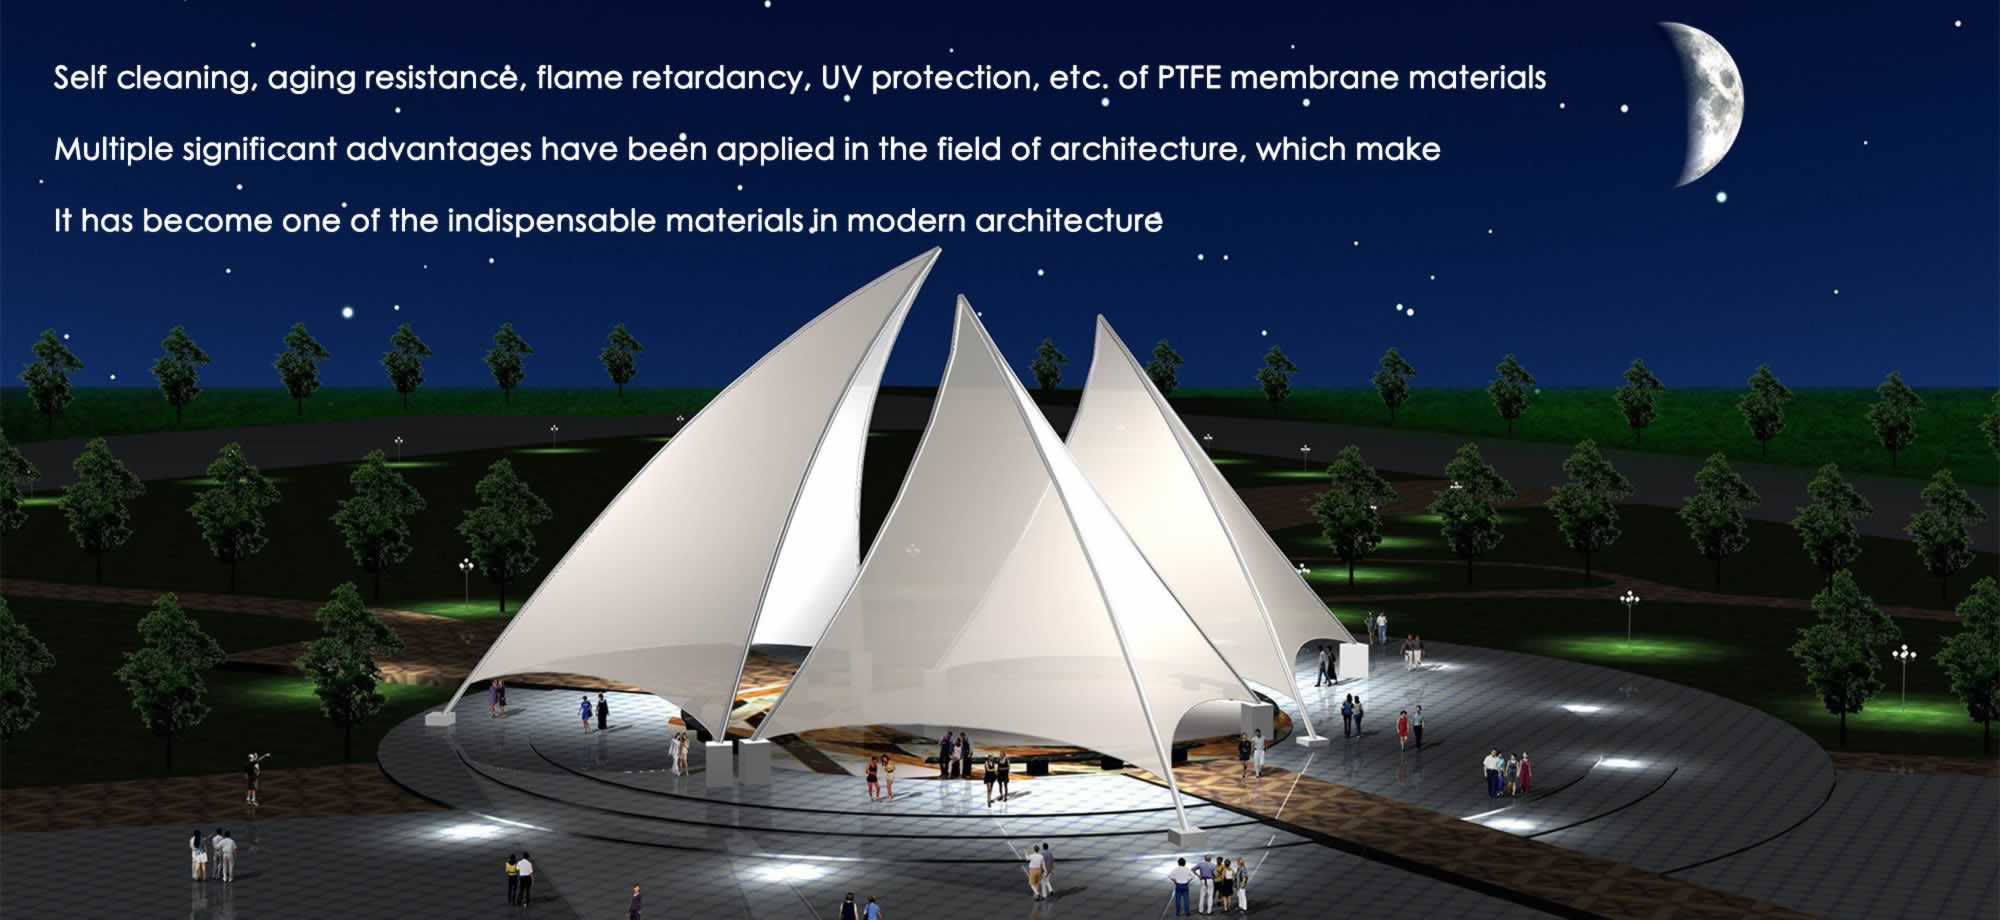 Self cleaning, aging resistance, flame retardancy, UV protection, etc. of PTFE membrane materials
Multiple significant advantages have been applied in the field of architecture, which make
It has become one of the indispensable materials in modern architecture